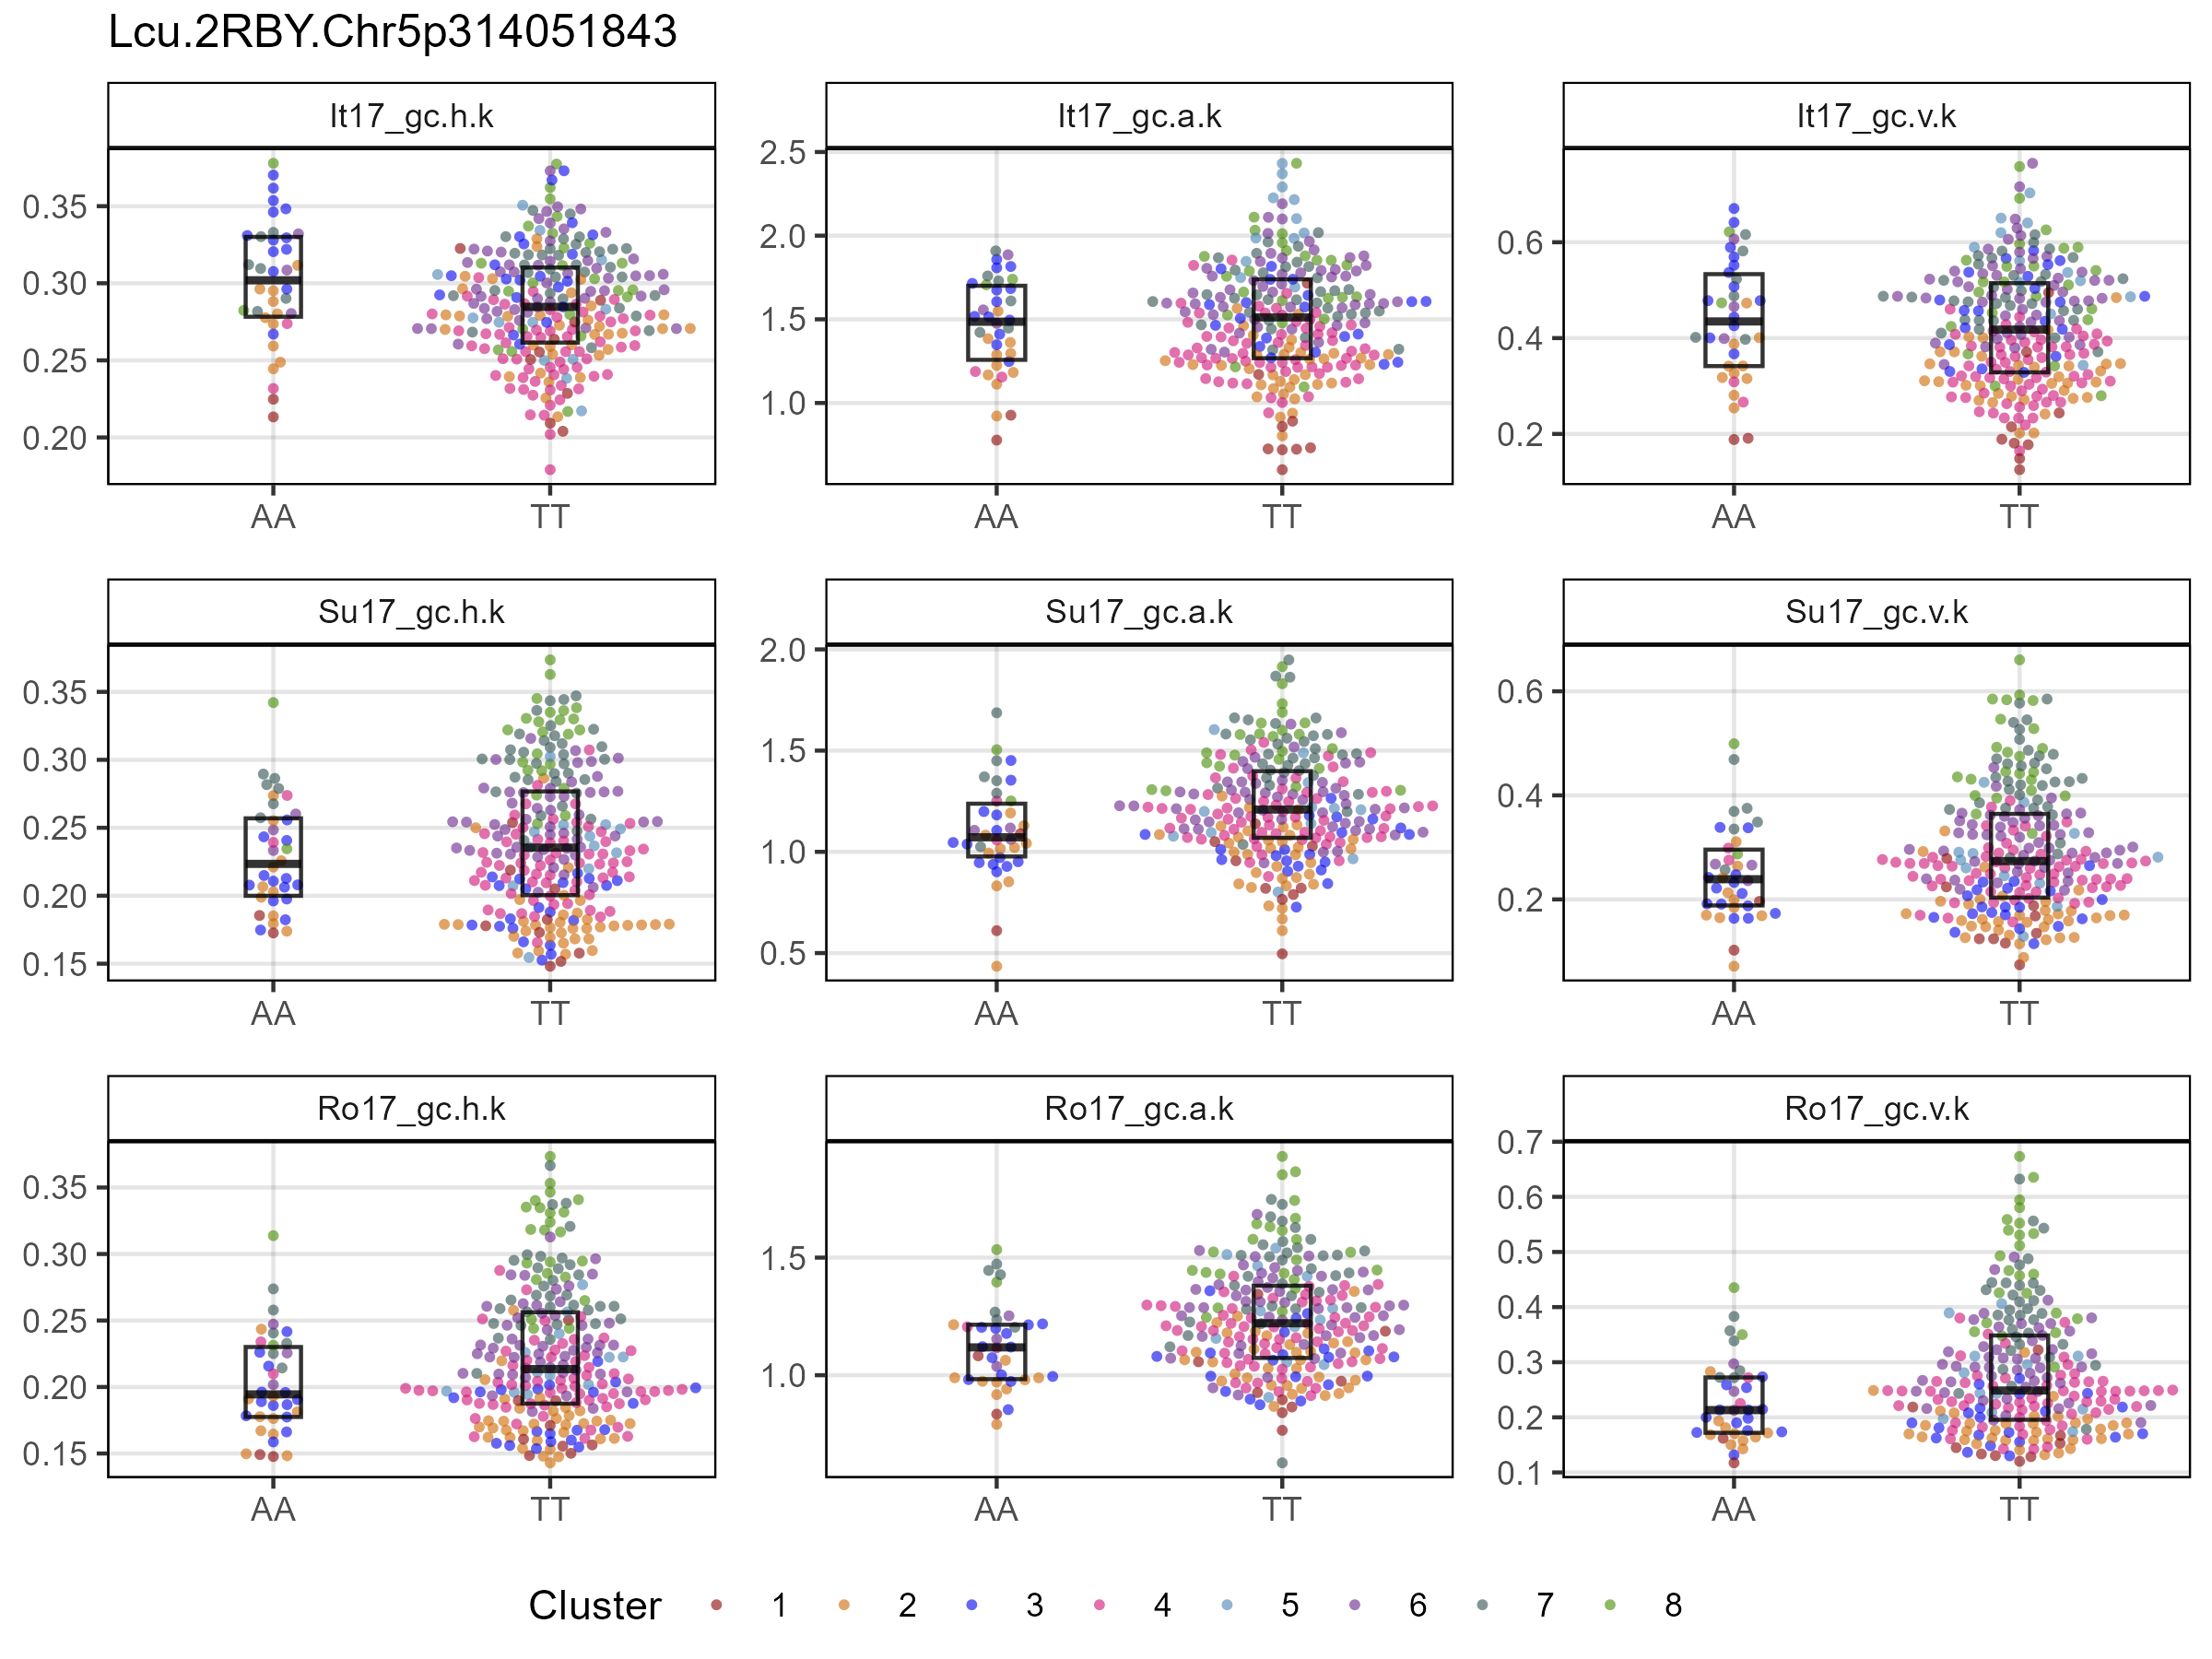 Lcu.2RBY.Chr5p314051843
It17_gc.h.k
It17_gc.a.k
It17_gc.v.k
0.35
0.30
0.25
0.20
AA
TT
2.5
2.0
1.5
1.0
AA
TT
0.6
0.4
0.2
AA
TT
Su17_gc.h.k
Su17_gc.a.k
Su17_gc.v.k
0.35
0.30
0.25
0.20
0.15
AA
TT
2.0
1.5
1.0
0.5
AA
TT
0.6
0.4
0.2
AA
TT
Ro17_gc.h.k
Ro17_gc.a.k
Ro17_gc.v.k
0.35
0.30
0.25
0.20
0.15
AA
TT
1.5
1.0
AA
TT
0.7
0.6
0.5
0.4
0.3
0.2
0.1
AA
TT
Cluster 1 2 3 4 5 6 7 8